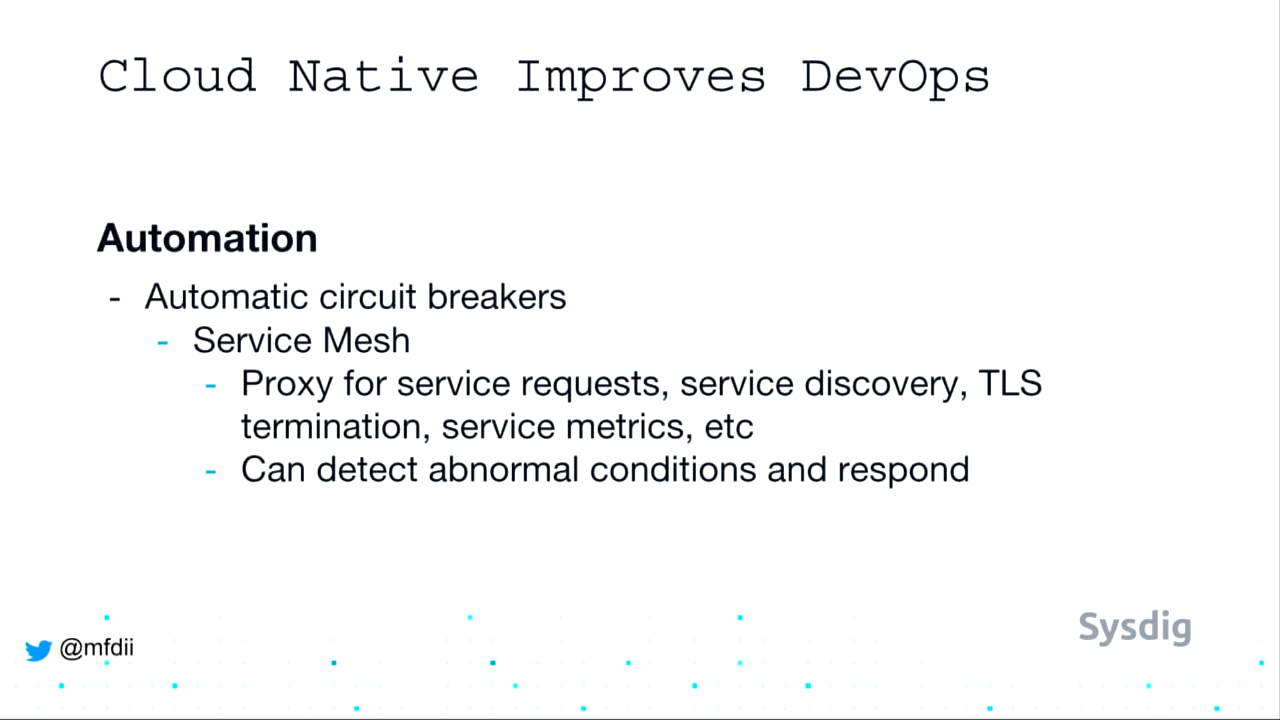 Cloud Native Improves DevOps
Automation
- Automatic circuit breakers
- Service Mesh
- Proxy for service requests, service discovery, TLS
termination, service metrics, etc
- Can detect abnormal conditions and respond
Sysdig
@mfdii